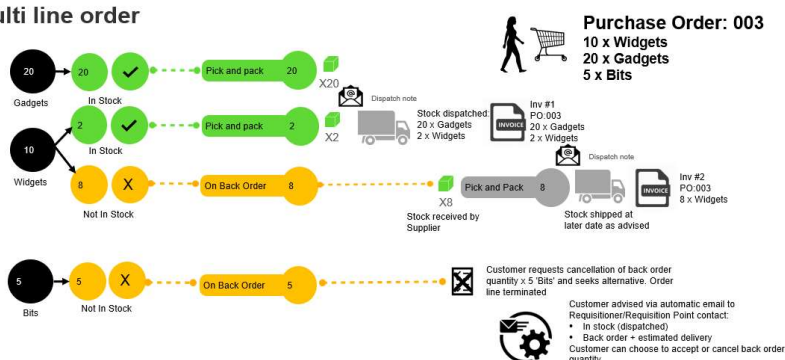 ulti line order
Purchase Order: 003
10 x Widgets
20 x Gadgets
5 x Bits
20
20
Pick and pack
20
X20
Gadgets
In Stock
Dispatch note
2
Pick and pack
2
X2
In Stock
Stock dispatched:
20 x Gadgets
2 x Widgets
INVOICE
Inv #1
PO:003
20 x Gadgets
2 x Widgets
10
Widgets
8
X
On Back Order
8
Not In Stock
X8
Stock received by
Supplier
Pick and Pack
8
Dispatch note
Stock shipped at
later date as advised
INVOICE
Inv #2
PO:003
8 x Widgets
5
5
X
On Back Order
5
Bits
Not In Stock
Customer requests cancellation of back order
quantity x 5 'Bits' and seeks alternative. Order
line terminated
Customer advised via automatic email to
Requisitioner/Requisition Point contact:
• In stock (dispatched)
• Back order + estimated delivery
Customer can choose to accept or cancel back order
quantity